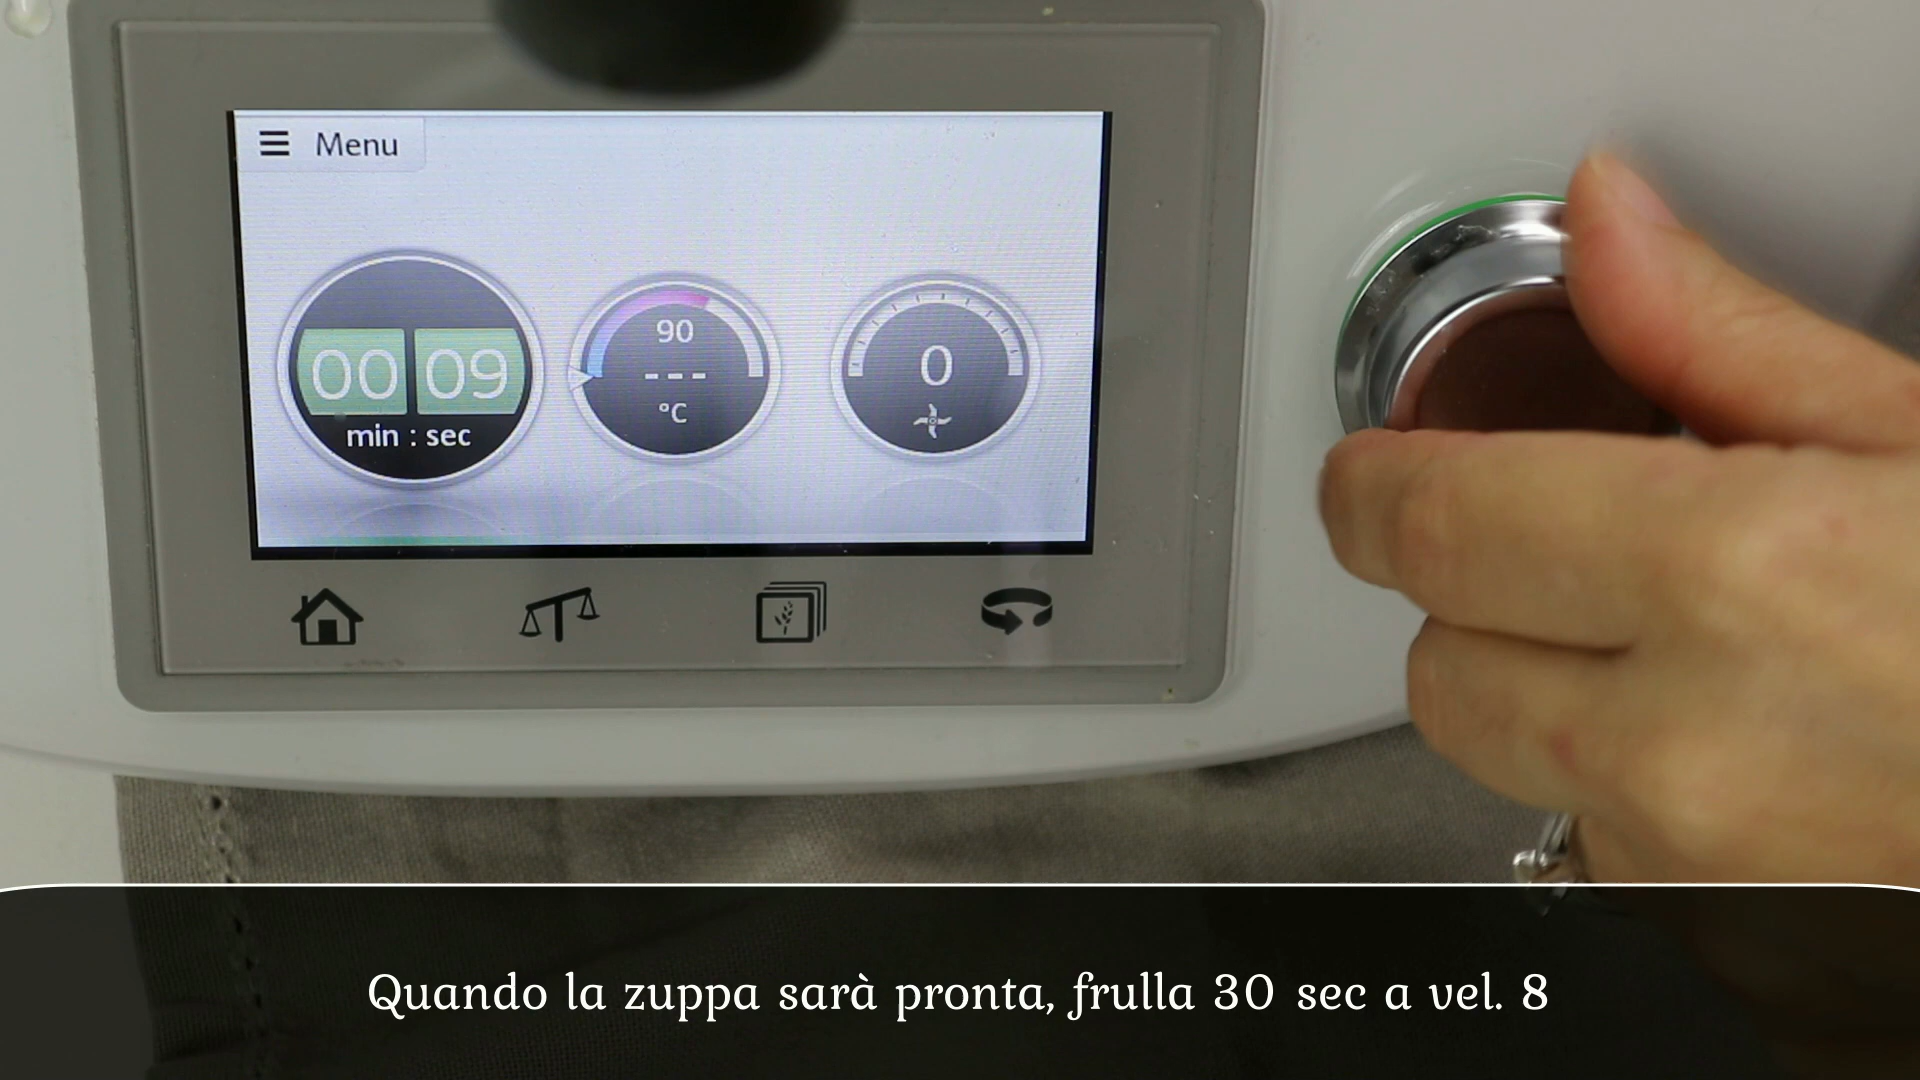 Menu
00 09
min : sec
90
---
°C
0
Quando la zuppa sarà pronta, frulla 30 sec a vel. 8